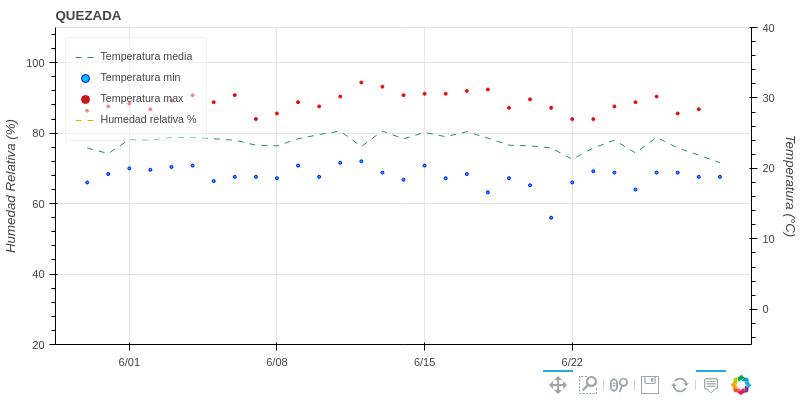 QUEZADA
Temperatura media
Temperatura min
Temperatura max
Humedad relativa %
Humedad Relativa (%)
100
80
60
40
20
40
30
20
10
0
Temperatura (°C)
6/01
6/08
6/15
6/22